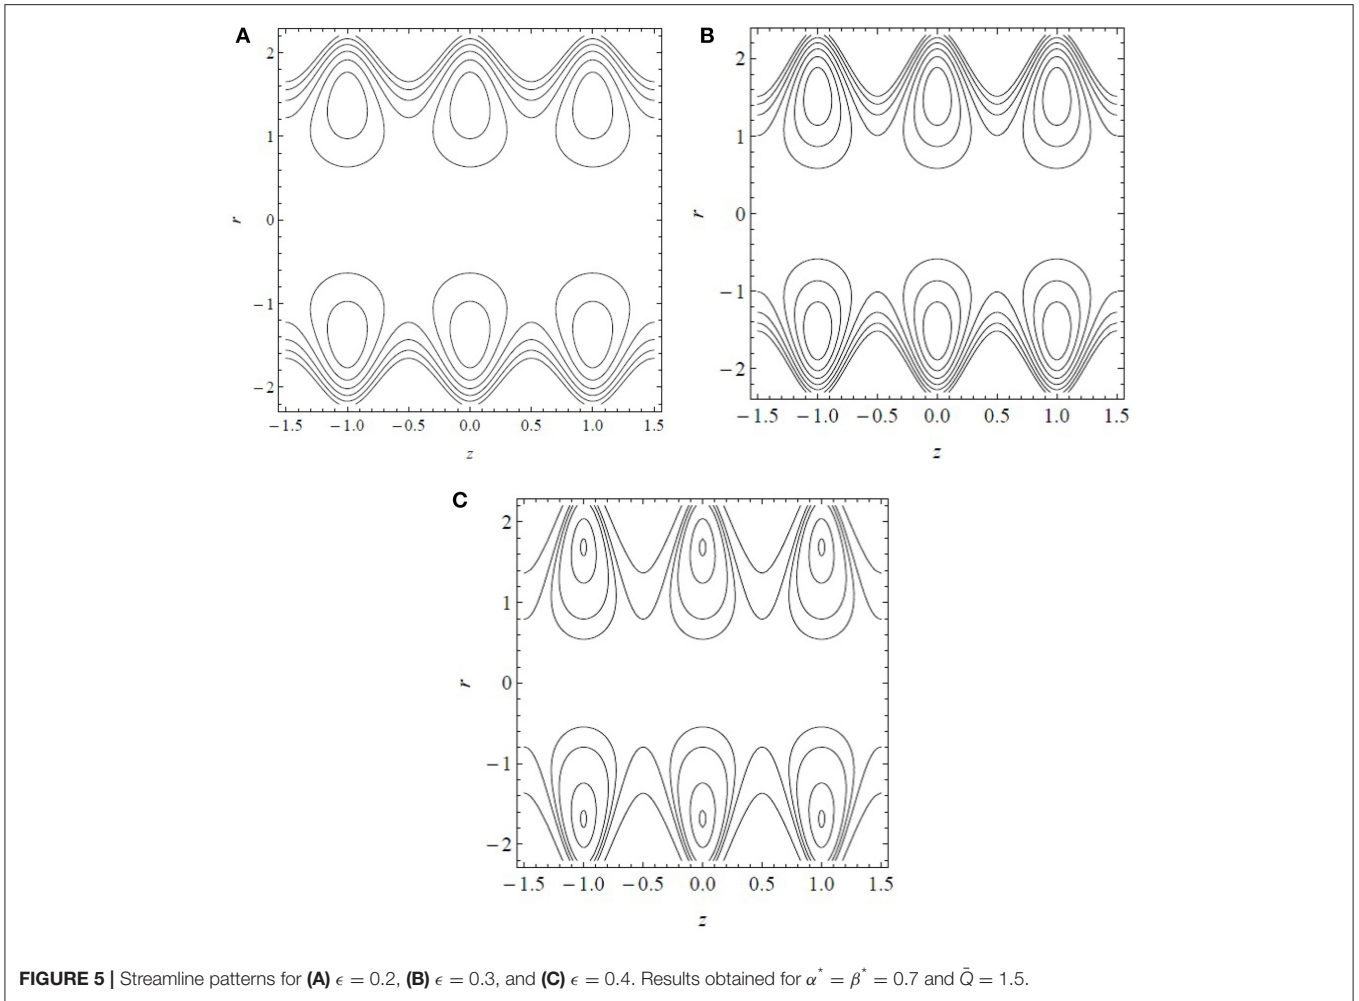 A
2
1
0
−1
−2
r
−1.5 −1.0 −0.5 0.0 0.5 1.0 1.5
z
B
2
1
0
−1
−2
r
−1.5 −1.0 −0.5 0.0 0.5 1.0 1.5
z
C
2
1
0
−1
−2
r
−1.5 −1.0 −0.5 0.0 0.5 1.0 1.5
z
FIGURE 5 | Streamline patterns for (A) ϵ = 0.2, (B) ϵ = 0.3, and (C) ϵ = 0.4. Results obtained for α* = β* = 0.7 and Q̄ = 1.5.